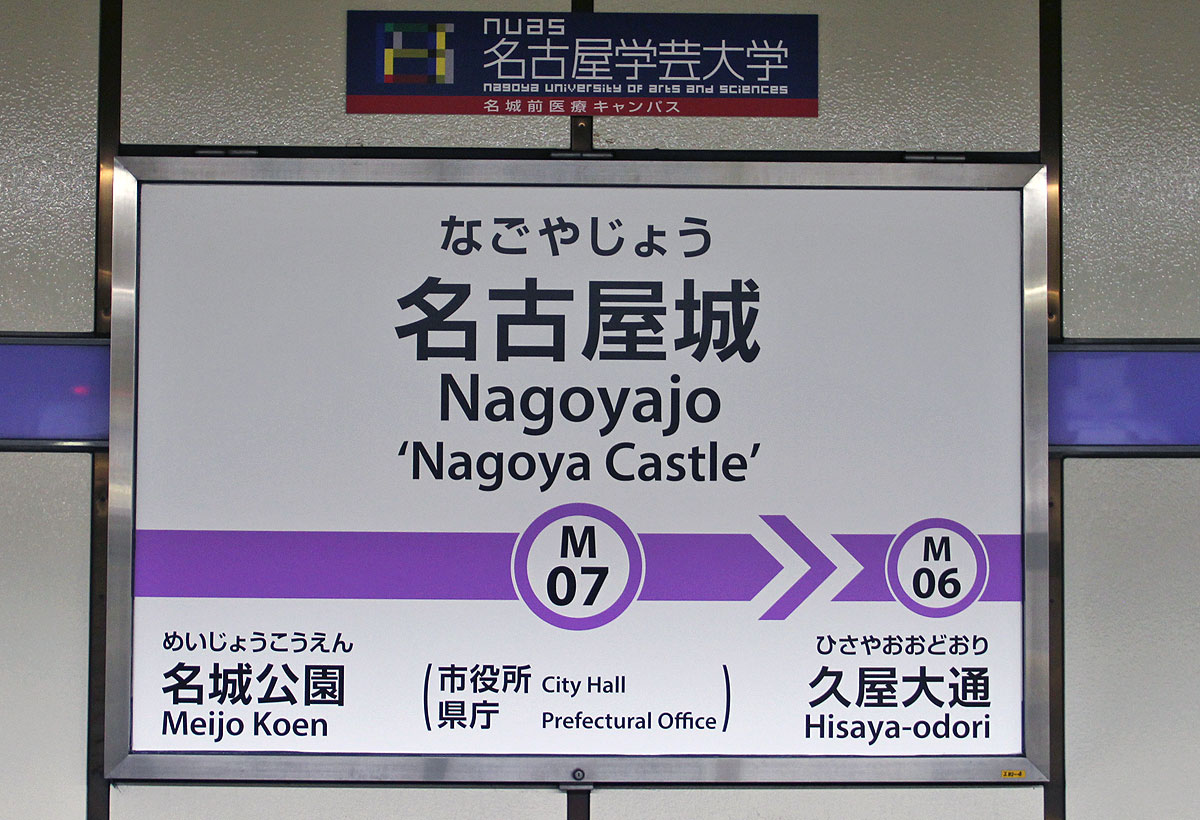 nuas
名古屋学芸大学
nagoya university of arts and sciences
名城前医療キャンパス
なごやじょう
名古屋城
Nagoyajo
‘Nagoya Castle’
M
07
M
06
めいじょうこうえん
名城公園
Meijo Koen
(市役所 City Hall
県庁 Prefectural Office)
ひさやおおどおり
久屋大通
Hisaya-odori